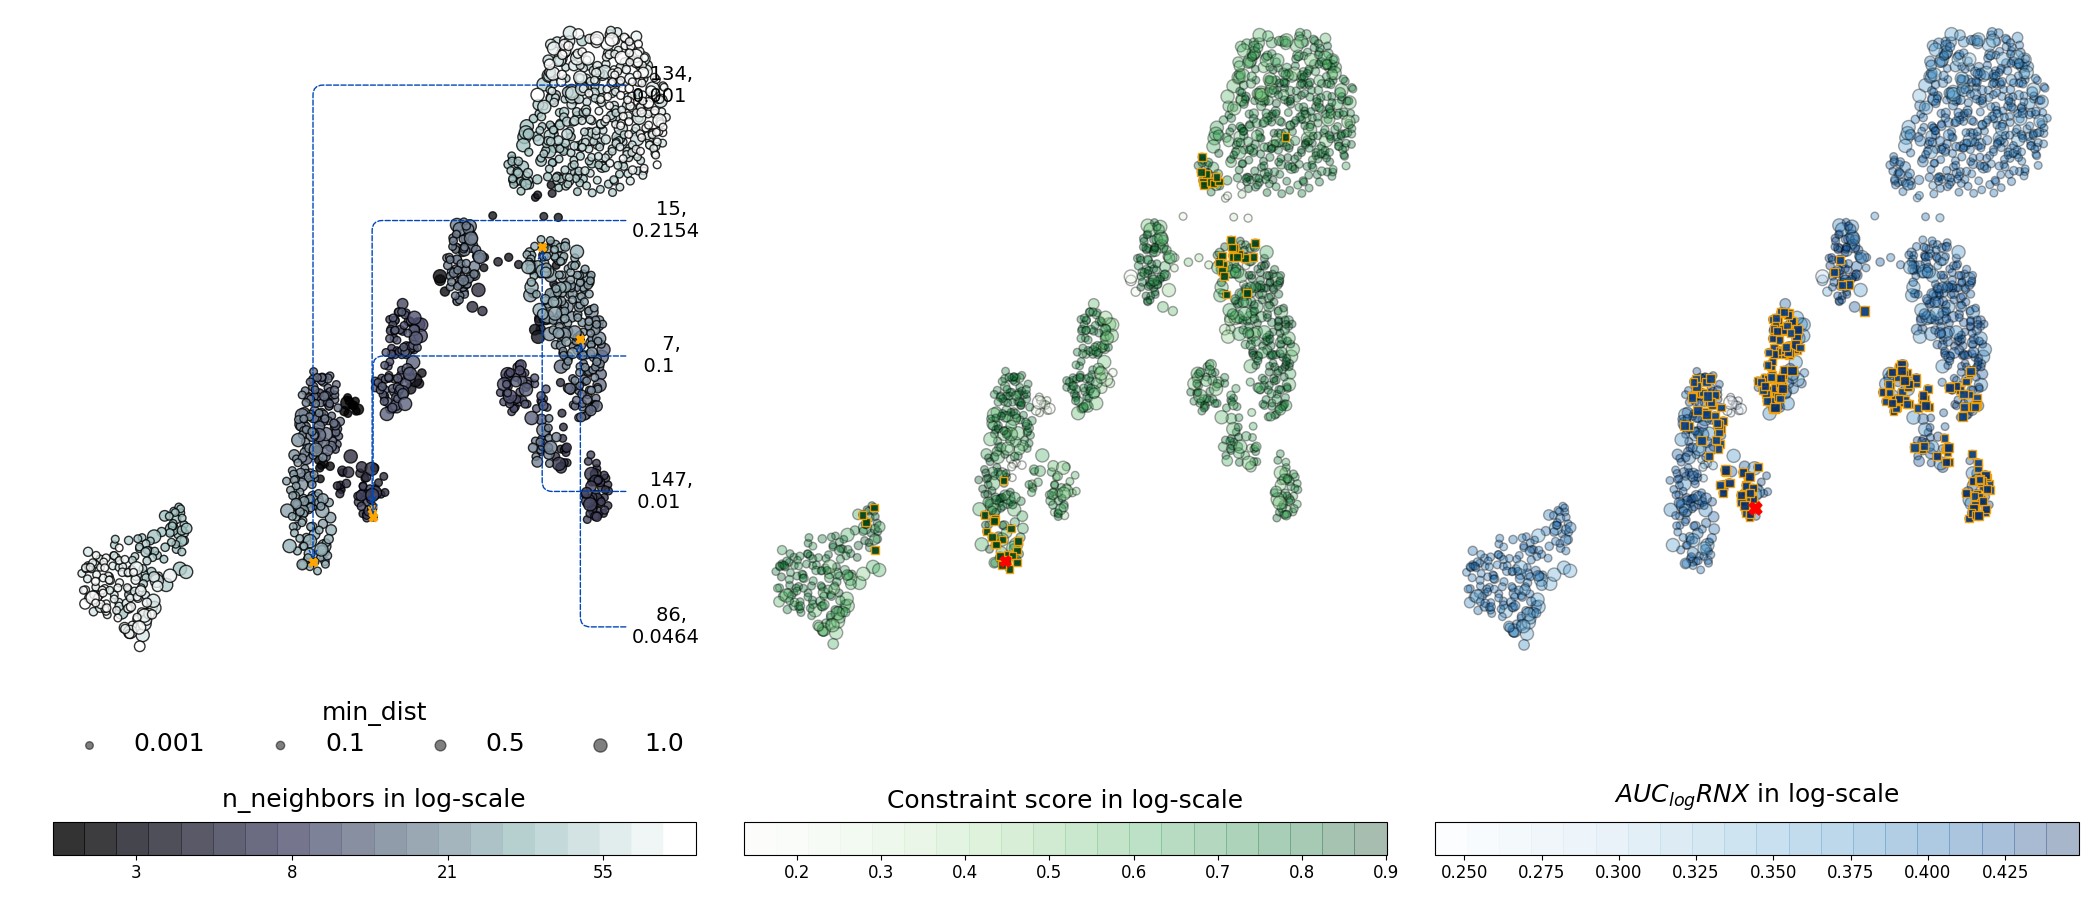 134,
0.001
15,
0.2154
7,
0.1
147,
0.01
86,
0.0464
min_dist
0.001 0.1 0.5 1.0
n_neighbors in log-scale
3 8 21 55
Constraint score in log-scale
0.2 0.3 0.4 0.5 0.6 0.7 0.8 0.9
AUC_{log}RNX in log-scale
0.250 0.275 0.300 0.325 0.350 0.375 0.400 0.425